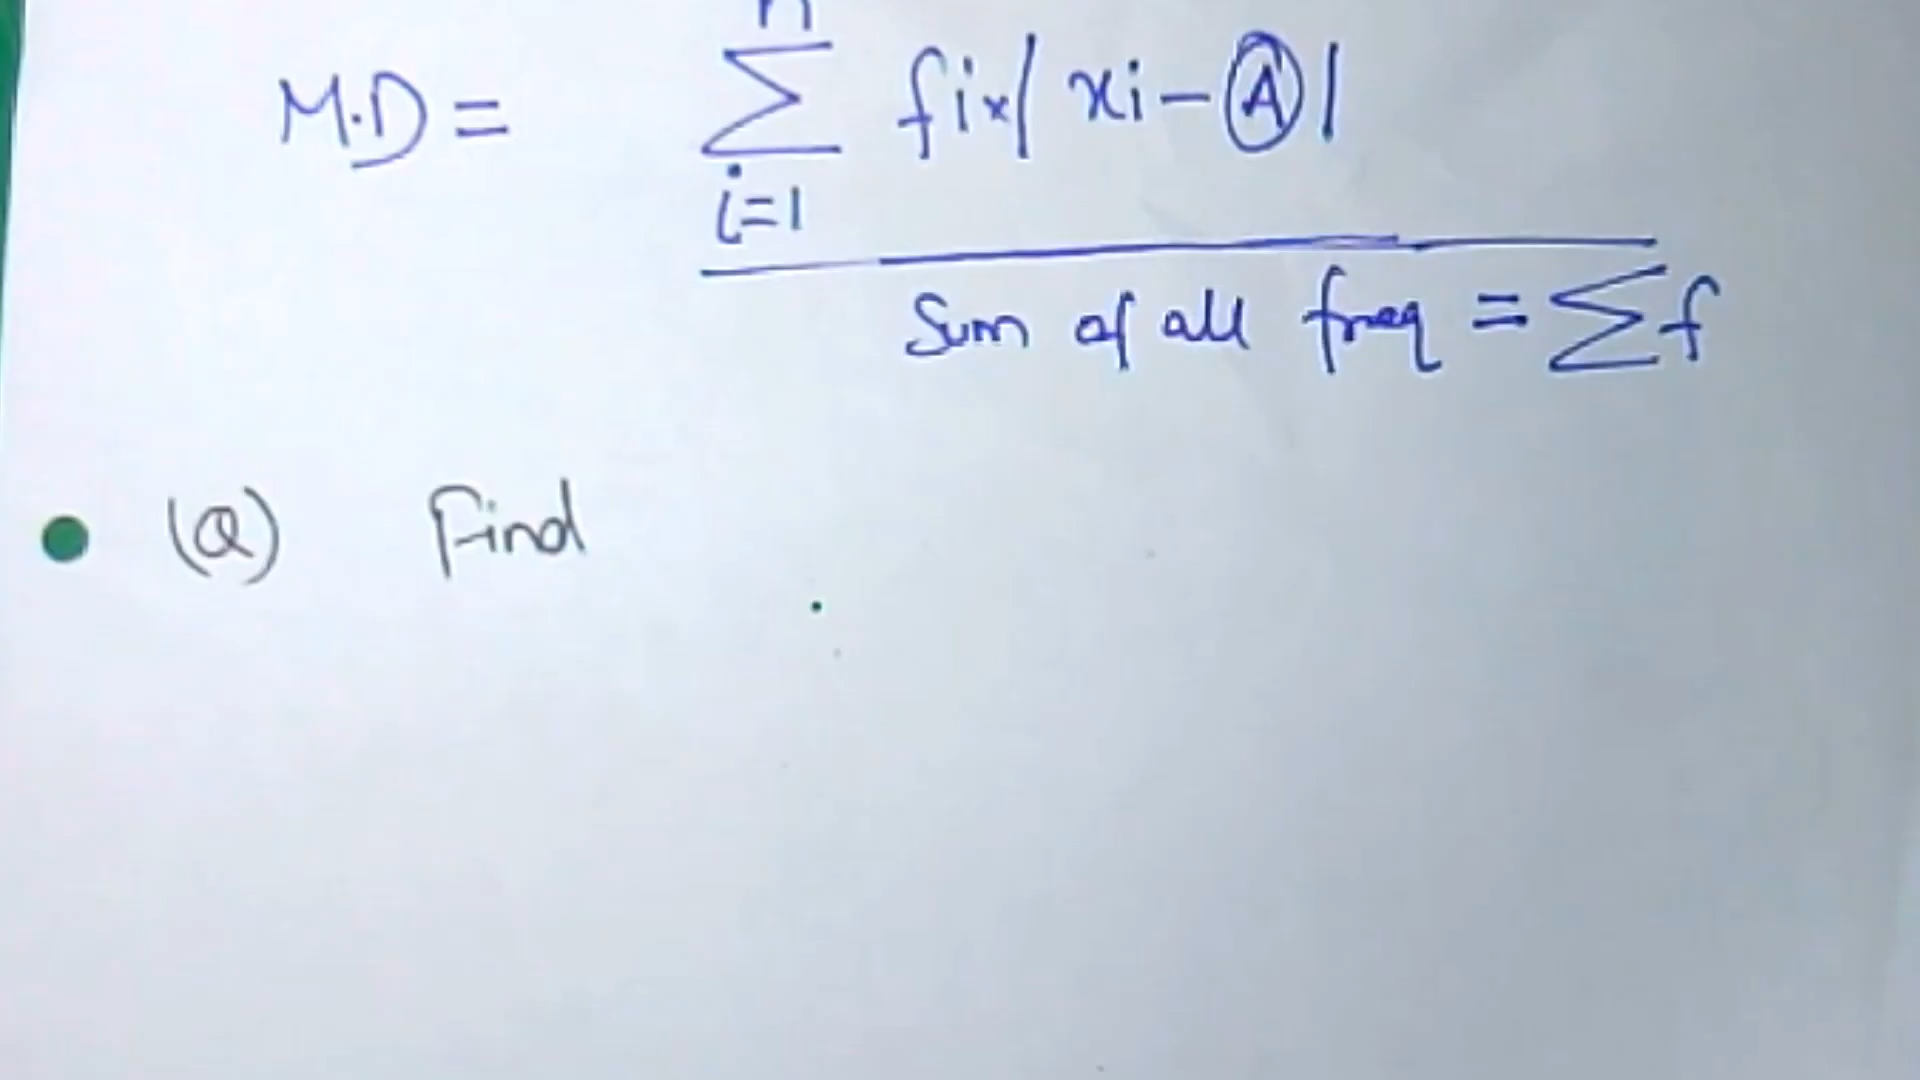 n
M.D = Σ fi×|xi-A|
i=1
Sum of all freq = Σf
(Q) Find